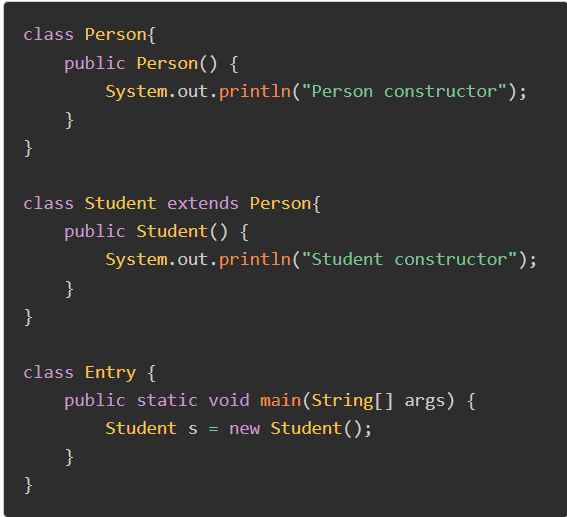 class Person{
    public Person() {
        System.out.println("Person constructor");
    }
}

class Student extends Person{
    public Student() {
        System.out.println("Student constructor");
    }
}

class Entry {
    public static void main(String[] args) {
        Student s = new Student();
    }
}